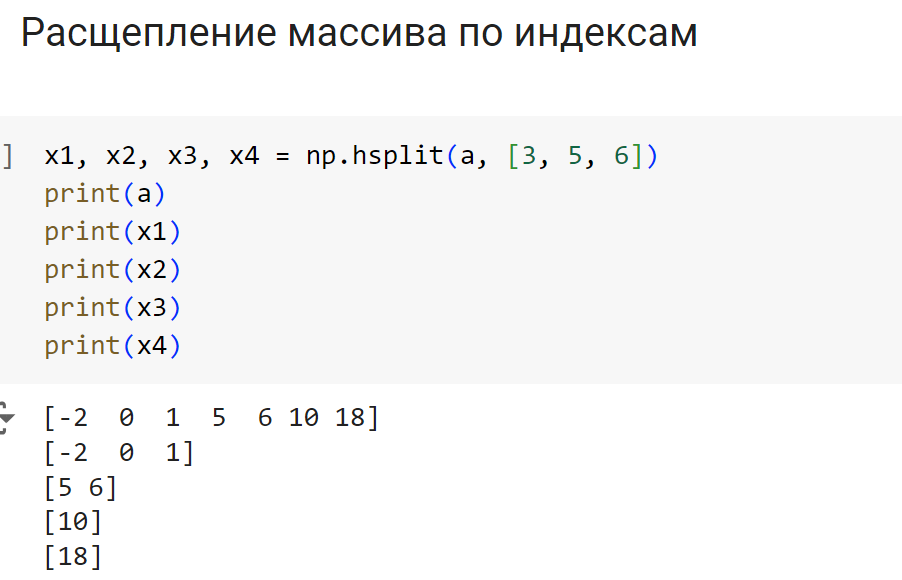 Расщепление массива по индексам
] x1, x2, x3, x4 = np.hsplit(a, [3, 5, 6])
print(a)
print(x1)
print(x2)
print(x3)
print(x4)
[-2  0  1  5  6 10 18]
[-2  0  1]
[5 6]
[10]
[18]